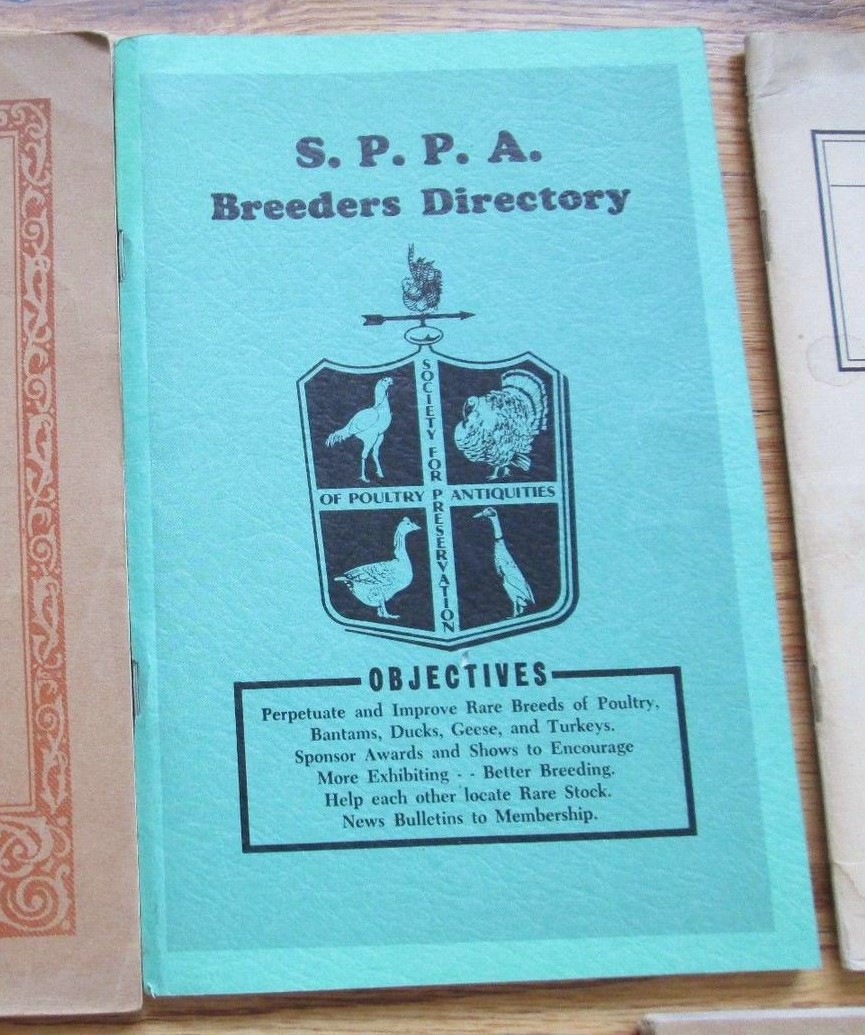 S. P. P. A.
Breeders Directory
SOCIETY FOR PRESERVATION
OF POULTRY ANTIQUITIES
OBJECTIVES
Perpetuate and Improve Rare Breeds of Poultry,
Bantams, Ducks, Geese, and Turkeys.
Sponsor Awards and Shows to Encourage
More Exhibiting - - Better Breeding.
Help each other locate Rare Stock.
News Bulletins to Membership.